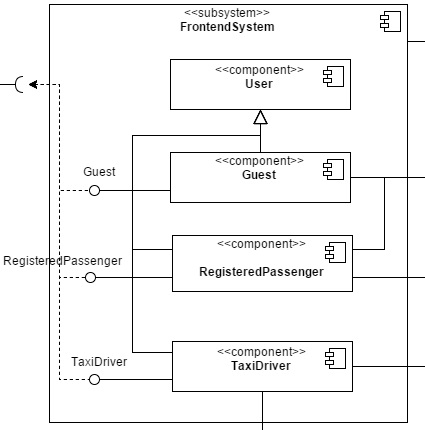 <<subsystem>>
FrontendSystem
<<component>>
User
<<component>>
Guest
Guest
<<component>>
RegisteredPassenger
RegisteredPassenger
<<component>>
TaxiDriver
TaxiDriver